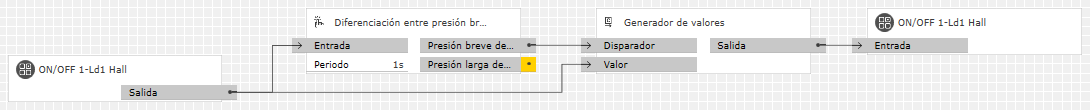 ON/OFF 1-Ld1 Hall
Salida
Diferenciación entre presión br...
Entrada
Presión breve de...
Periodo 1s
Presión larga de...
*
Generador de valores
Disparador
Salida
Valor
ON/OFF 1-Ld1 Hall
Entrada